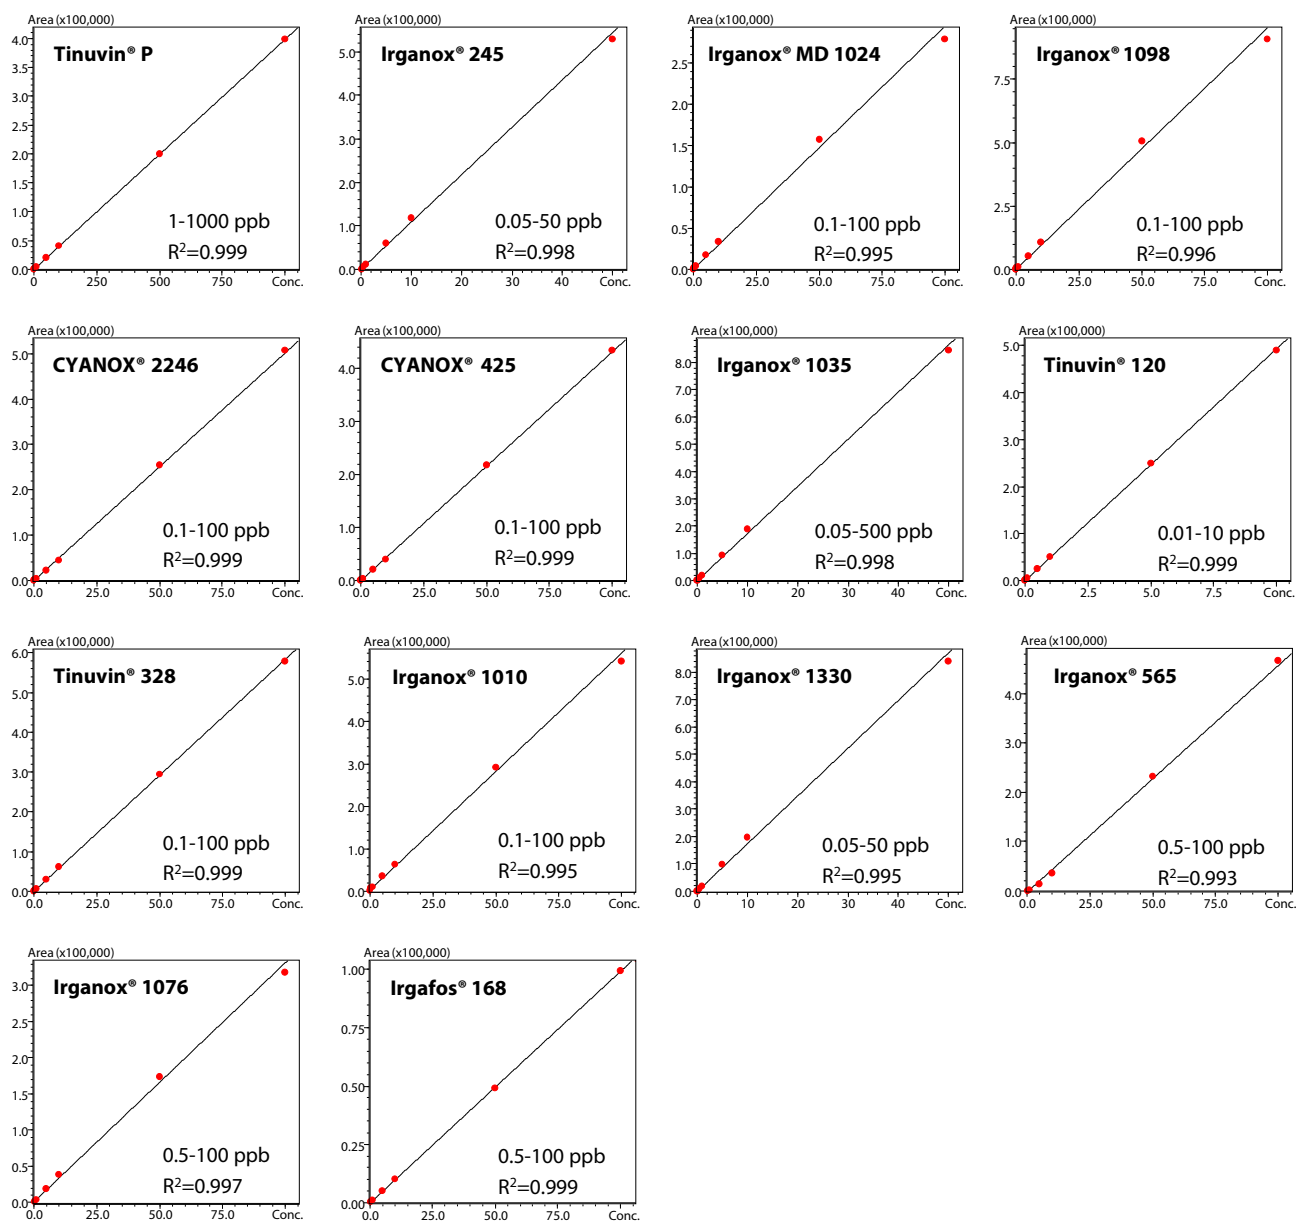 Area (x100,000)
Tinuvin® P
4.0
3.5
3.0
2.5
2.0
1.5
1.0
0.5
0.0
1-1000 ppb
R²=0.999
0 250 500 750 Conc.
Area (x100,000)
Irganox® 245
5.0
4.0
3.0
2.0
1.0
0.0
0.05-50 ppb
R²=0.998
0 10 20 30 40 Conc.
Area (x100,000)
Irganox® MD 1024
2.5
2.0
1.5
1.0
0.5
0.0
0.1-100 ppb
R²=0.995
0.0 25.0 50.0 75.0 Conc.
Area (x100,000)
Irganox® 1098
7.5
5.0
2.5
0.0
0.1-100 ppb
R²=0.996
0.0 25.0 50.0 75.0 Conc.
Area (x100,000)
CYANOX® 2246
5.0
4.0
3.0
2.0
1.0
0.0
0.1-100 ppb
R²=0.999
0.0 25.0 50.0 75.0 Conc.
Area (x100,000)
CYANOX® 425
4.0
3.0
2.0
1.0
0.0
0.1-100 ppb
R²=0.999
0.0 25.0 50.0 75.0 Conc.
Area (x100,000)
Irganox® 1035
8.0
7.0
6.0
5.0
4.0
3.0
2.0
1.0
0.0
0.05-500 ppb
R²=0.998
0 10 20 30 40 Conc.
Area (x100,000)
Tinuvin® 120
5.0
4.0
3.0
2.0
1.0
0.0
0.01-10 ppb
R²=0.999
0.0 2.5 5.0 7.5 Conc.
Area (x100,000)
Tinuvin® 328
6.0
5.0
4.0
3.0
2.0
1.0
0.0
0.1-100 ppb
R²=0.999
0.0 25.0 50.0 75.0 Conc.
Area (x100,000)
Irganox® 1010
5.0
4.0
3.0
2.0
1.0
0.0
0.1-100 ppb
R²=0.995
0.0 25.0 50.0 75.0 Conc.
Area (x100,000)
Irganox® 1330
8.0
7.0
6.0
5.0
4.0
3.0
2.0
1.0
0.0
0.05-50 ppb
R²=0.995
0 10 20 30 40 Conc.
Area (x100,000)
Irganox® 565
4.0
3.0
2.0
1.0
0.0
0.5-100 ppb
R²=0.993
0.0 25.0 50.0 75.0 Conc.
Area (x100,000)
Irganox® 1076
3.0
2.5
2.0
1.5
1.0
0.5
0.0
0.5-100 ppb
R²=0.997
0.0 25.0 50.0 75.0 Conc.
Area (x100,000)
Irgafos® 168
1.00
0.75
0.50
0.25
0.00
0.5-100 ppb
R²=0.999
0.0 25.0 50.0 75.0 Conc.